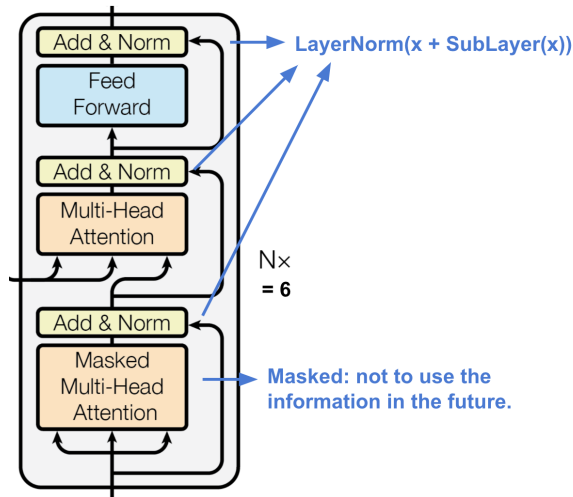 Add & Norm
LayerNorm(x + SubLayer(x))
Feed
Forward
Add & Norm
Multi-Head
Attention
N×
= 6
Add & Norm
Masked
Multi-Head
Attention
Masked: not to use the
information in the future.